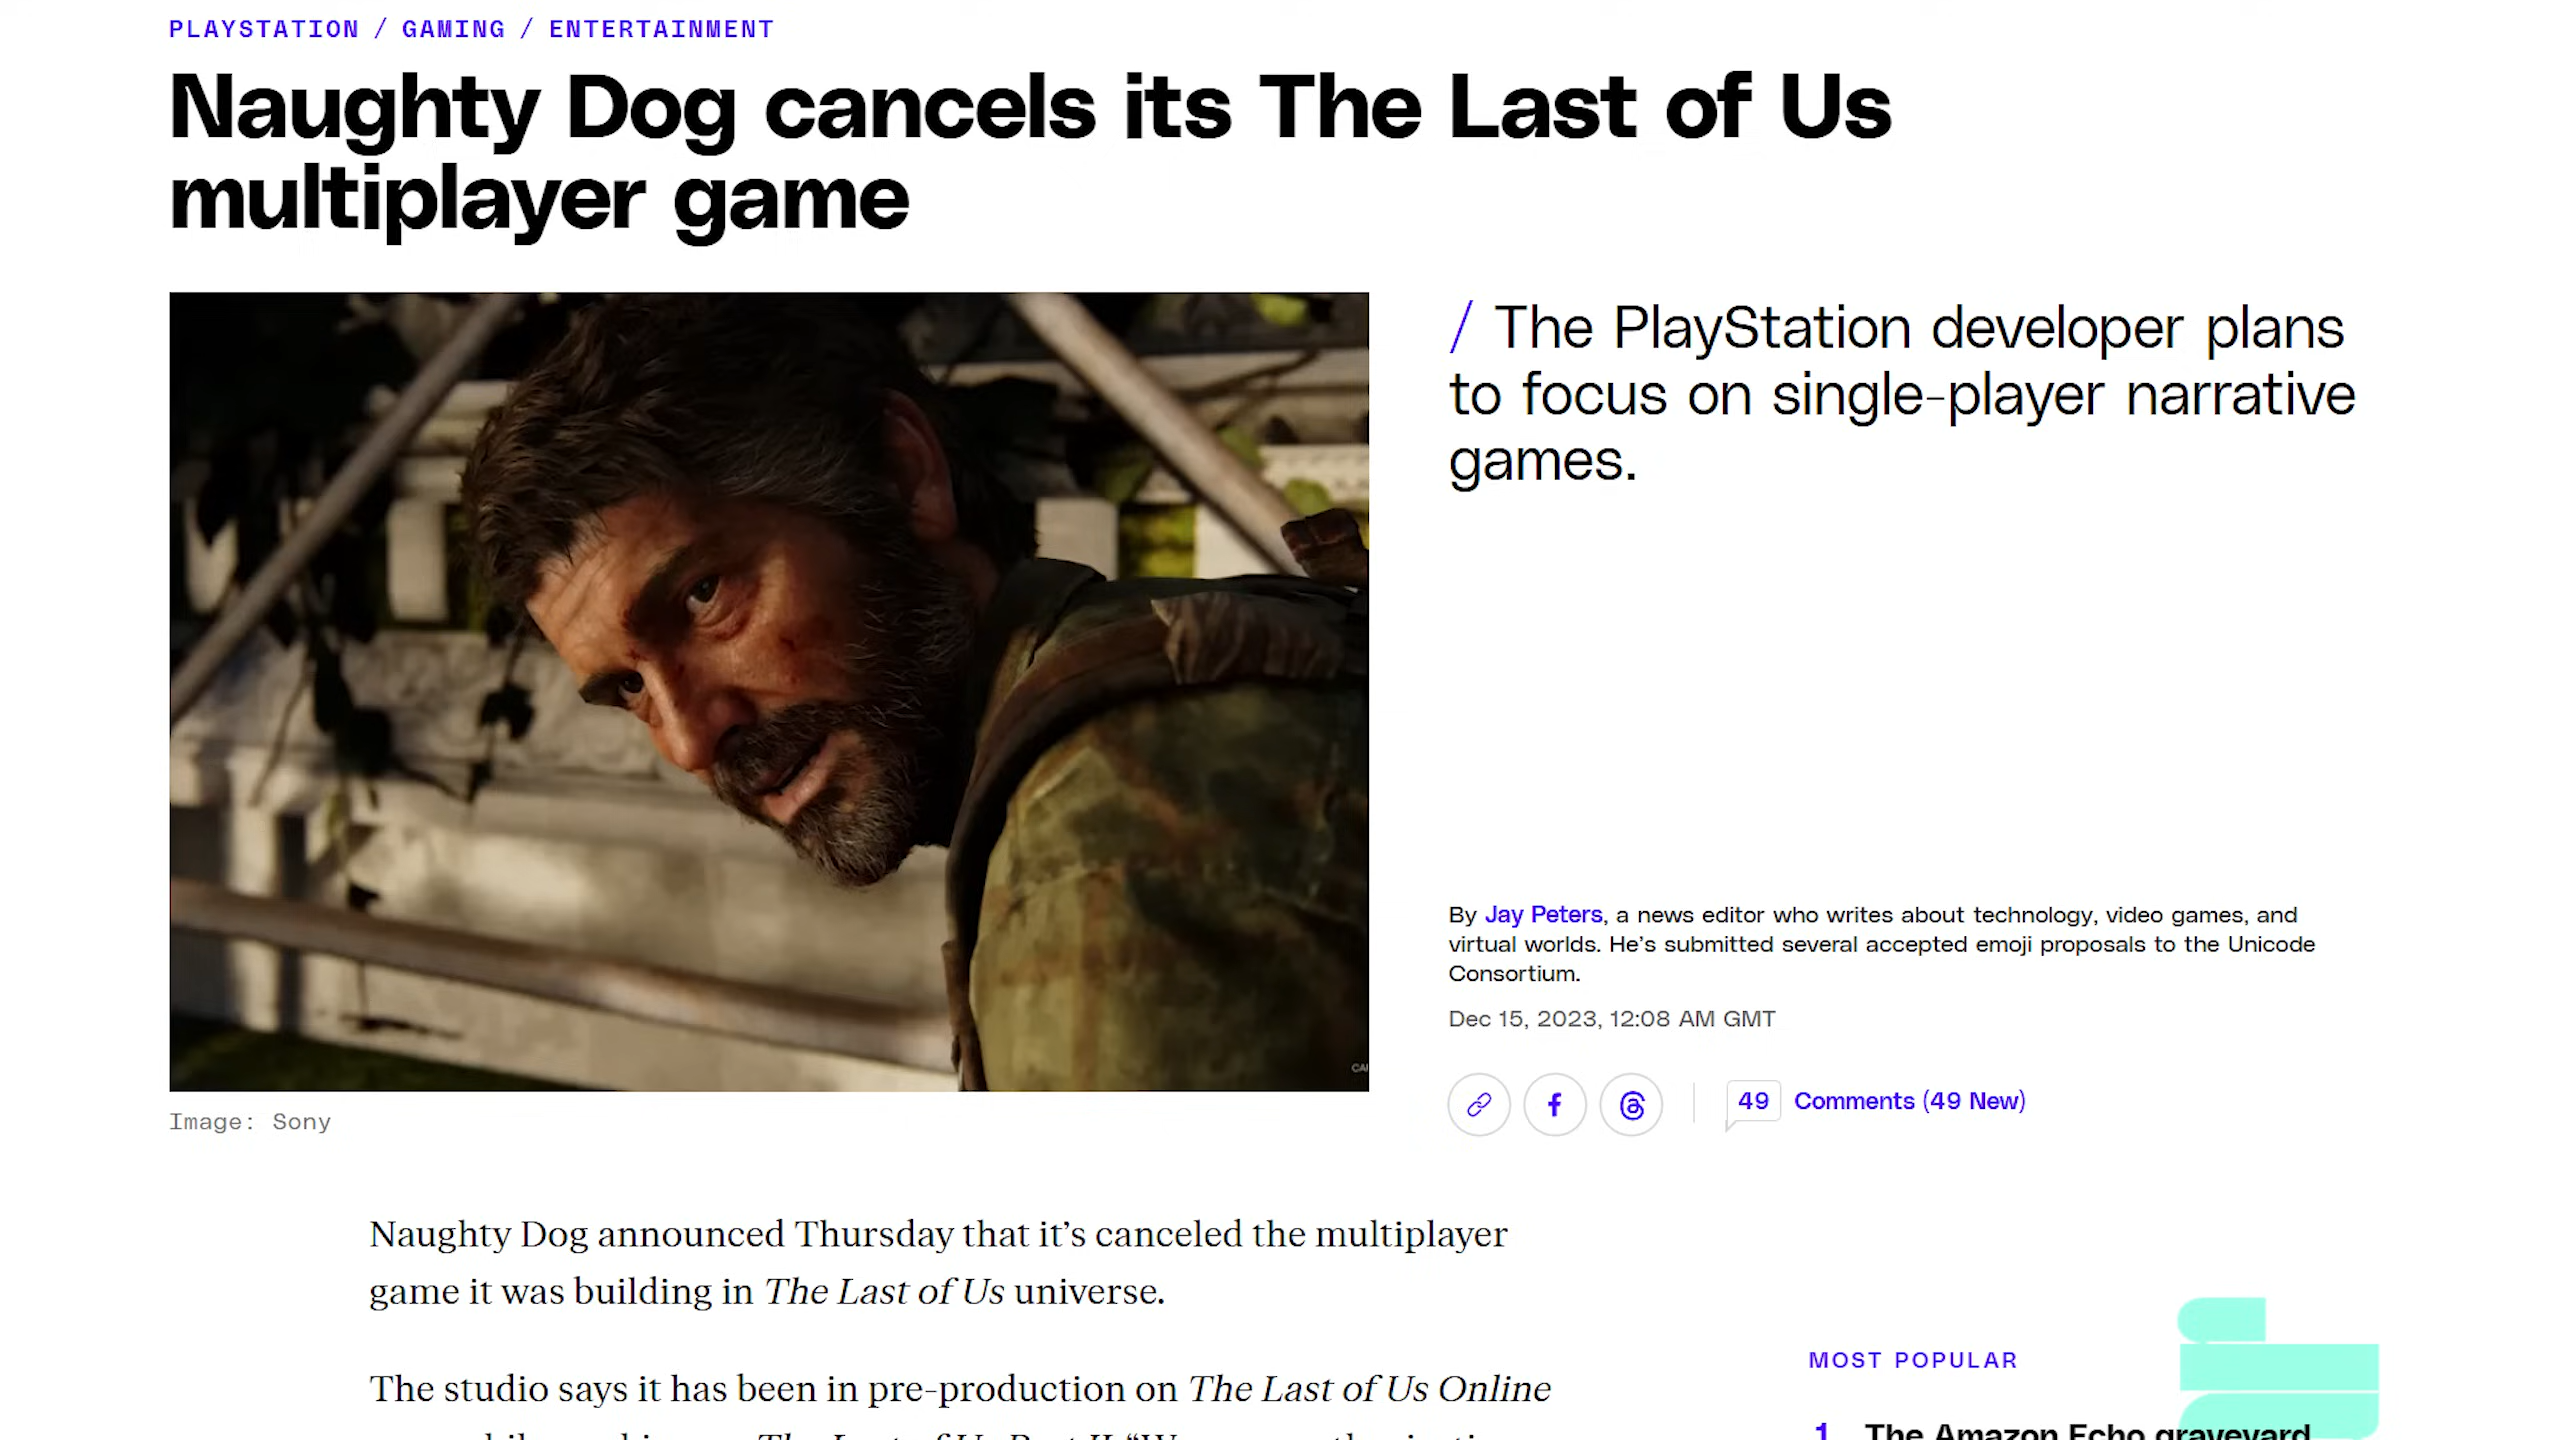 PLAYSTATION / GAMING / ENTERTAINMENT
Naughty Dog cancels its The Last of Us
multiplayer game
/ The PlayStation developer plans
to focus on single-player narrative
games.
By Jay Peters, a news editor who writes about technology, video games, and
virtual worlds. He’s submitted several accepted emoji proposals to the Unicode
Consortium.
Dec 15, 2023, 12:08 AM GMT
49 Comments (49 New)
Image: Sony
Naughty Dog announced Thursday that it’s canceled the multiplayer
game it was building in The Last of Us universe.
The studio says it has been in pre-production on The Last of Us Online
MOST POPULAR
1 The Amazon Echo graveyard